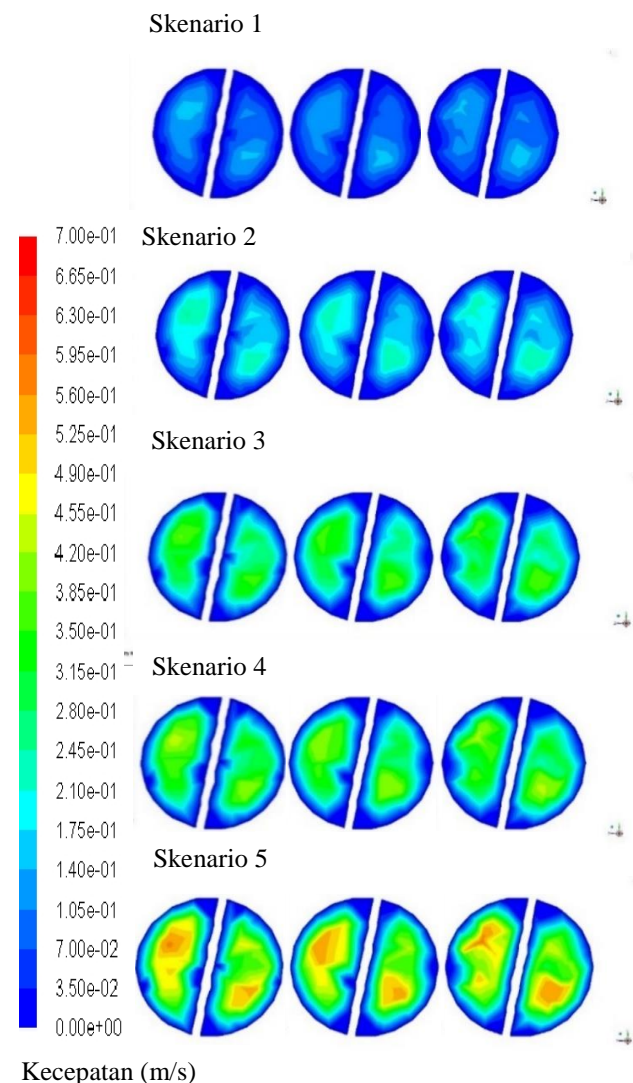 Skenario 1
Skenario 2
7.00e-01
6.65e-01
6.30e-01
5.95e-01
5.60e-01
5.25e-01
4.90e-01
4.55e-01
4.20e-01
3.85e-01
3.50e-01
3.15e-01
2.80e-01
2.45e-01
2.10e-01
1.75e-01
1.40e-01
1.05e-01
7.00e-02
3.50e-02
0.00e+00
Skenario 3
Skenario 4
Skenario 5
Kecepatan (m/s)